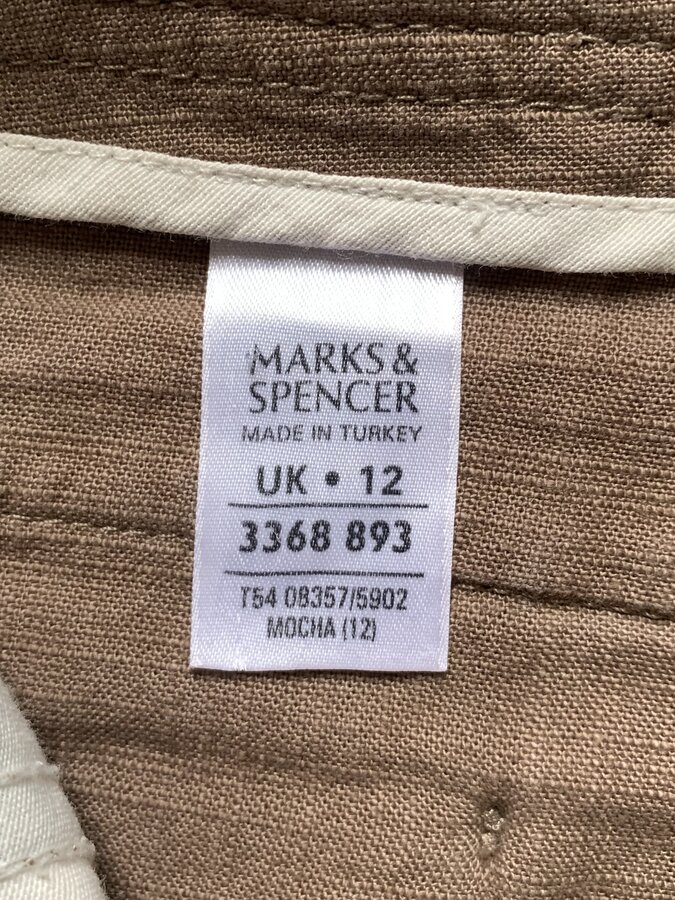 MARKS &
SPENCER
MADE IN TURKEY
UK • 12
3368 893
T54 08357/5902
MOCHA (12)